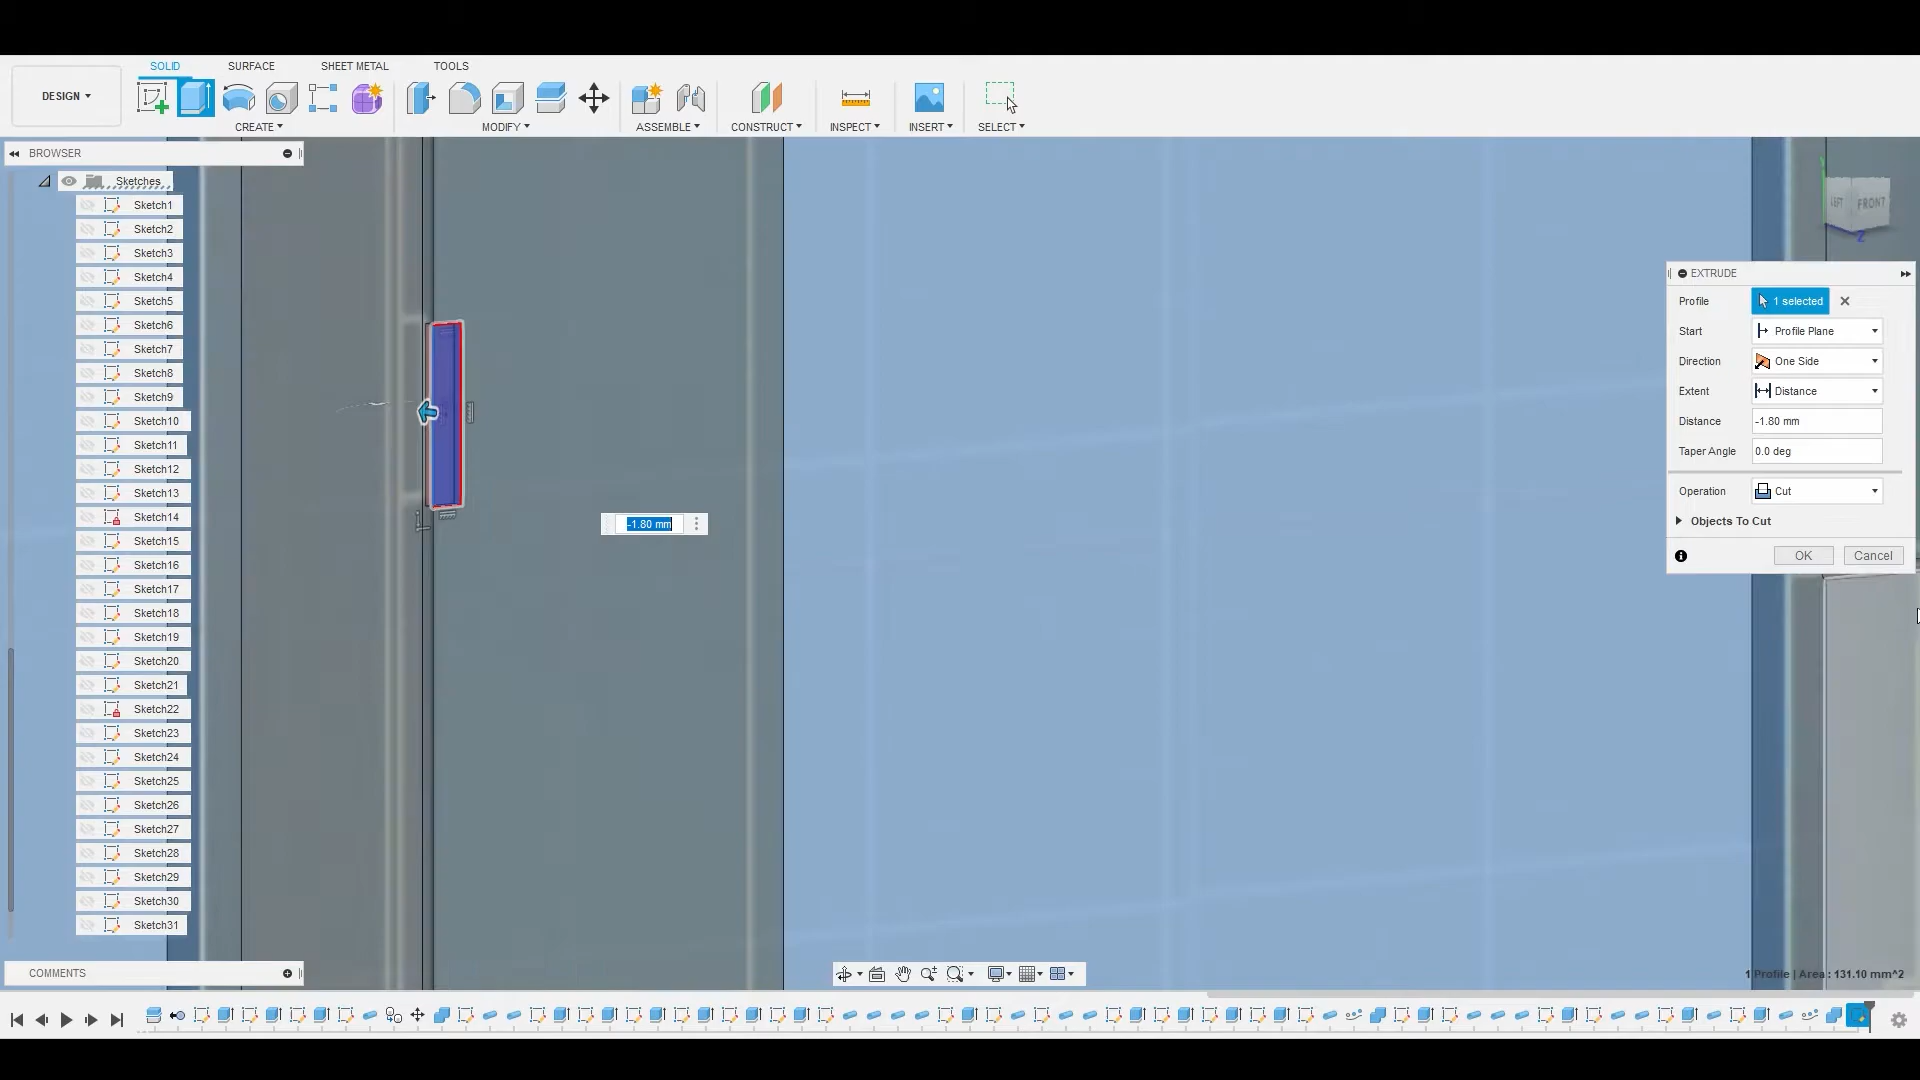 SOLID SURFACE SHEET METAL TOOLS
DESIGN
CREATE MODIFY ASSEMBLE CONSTRUCT INSPECT INSERT SELECT
BROWSER
Sketches
Sketch1
Sketch2
Sketch3
Sketch4
Sketch5
Sketch6
Sketch7
Sketch8
Sketch9
Sketch10
Sketch11
Sketch12
Sketch13
Sketch14
Sketch15
Sketch16
Sketch17
Sketch18
Sketch19
Sketch20
Sketch21
Sketch22
Sketch23
Sketch24
Sketch25
Sketch26
Sketch27
Sketch28
Sketch29
Sketch30
Sketch31
COMMENTS
-1.80 mm
LEFT FRONT
Z
EXTRUDE
Profile 1 selected
Start Profile Plane
Direction One Side
Extent Distance
Distance -1.80 mm
Taper Angle 0.0 deg
Operation Cut
Objects To Cut
OK Cancel
1 Profile | Area : 131.10 mm^2